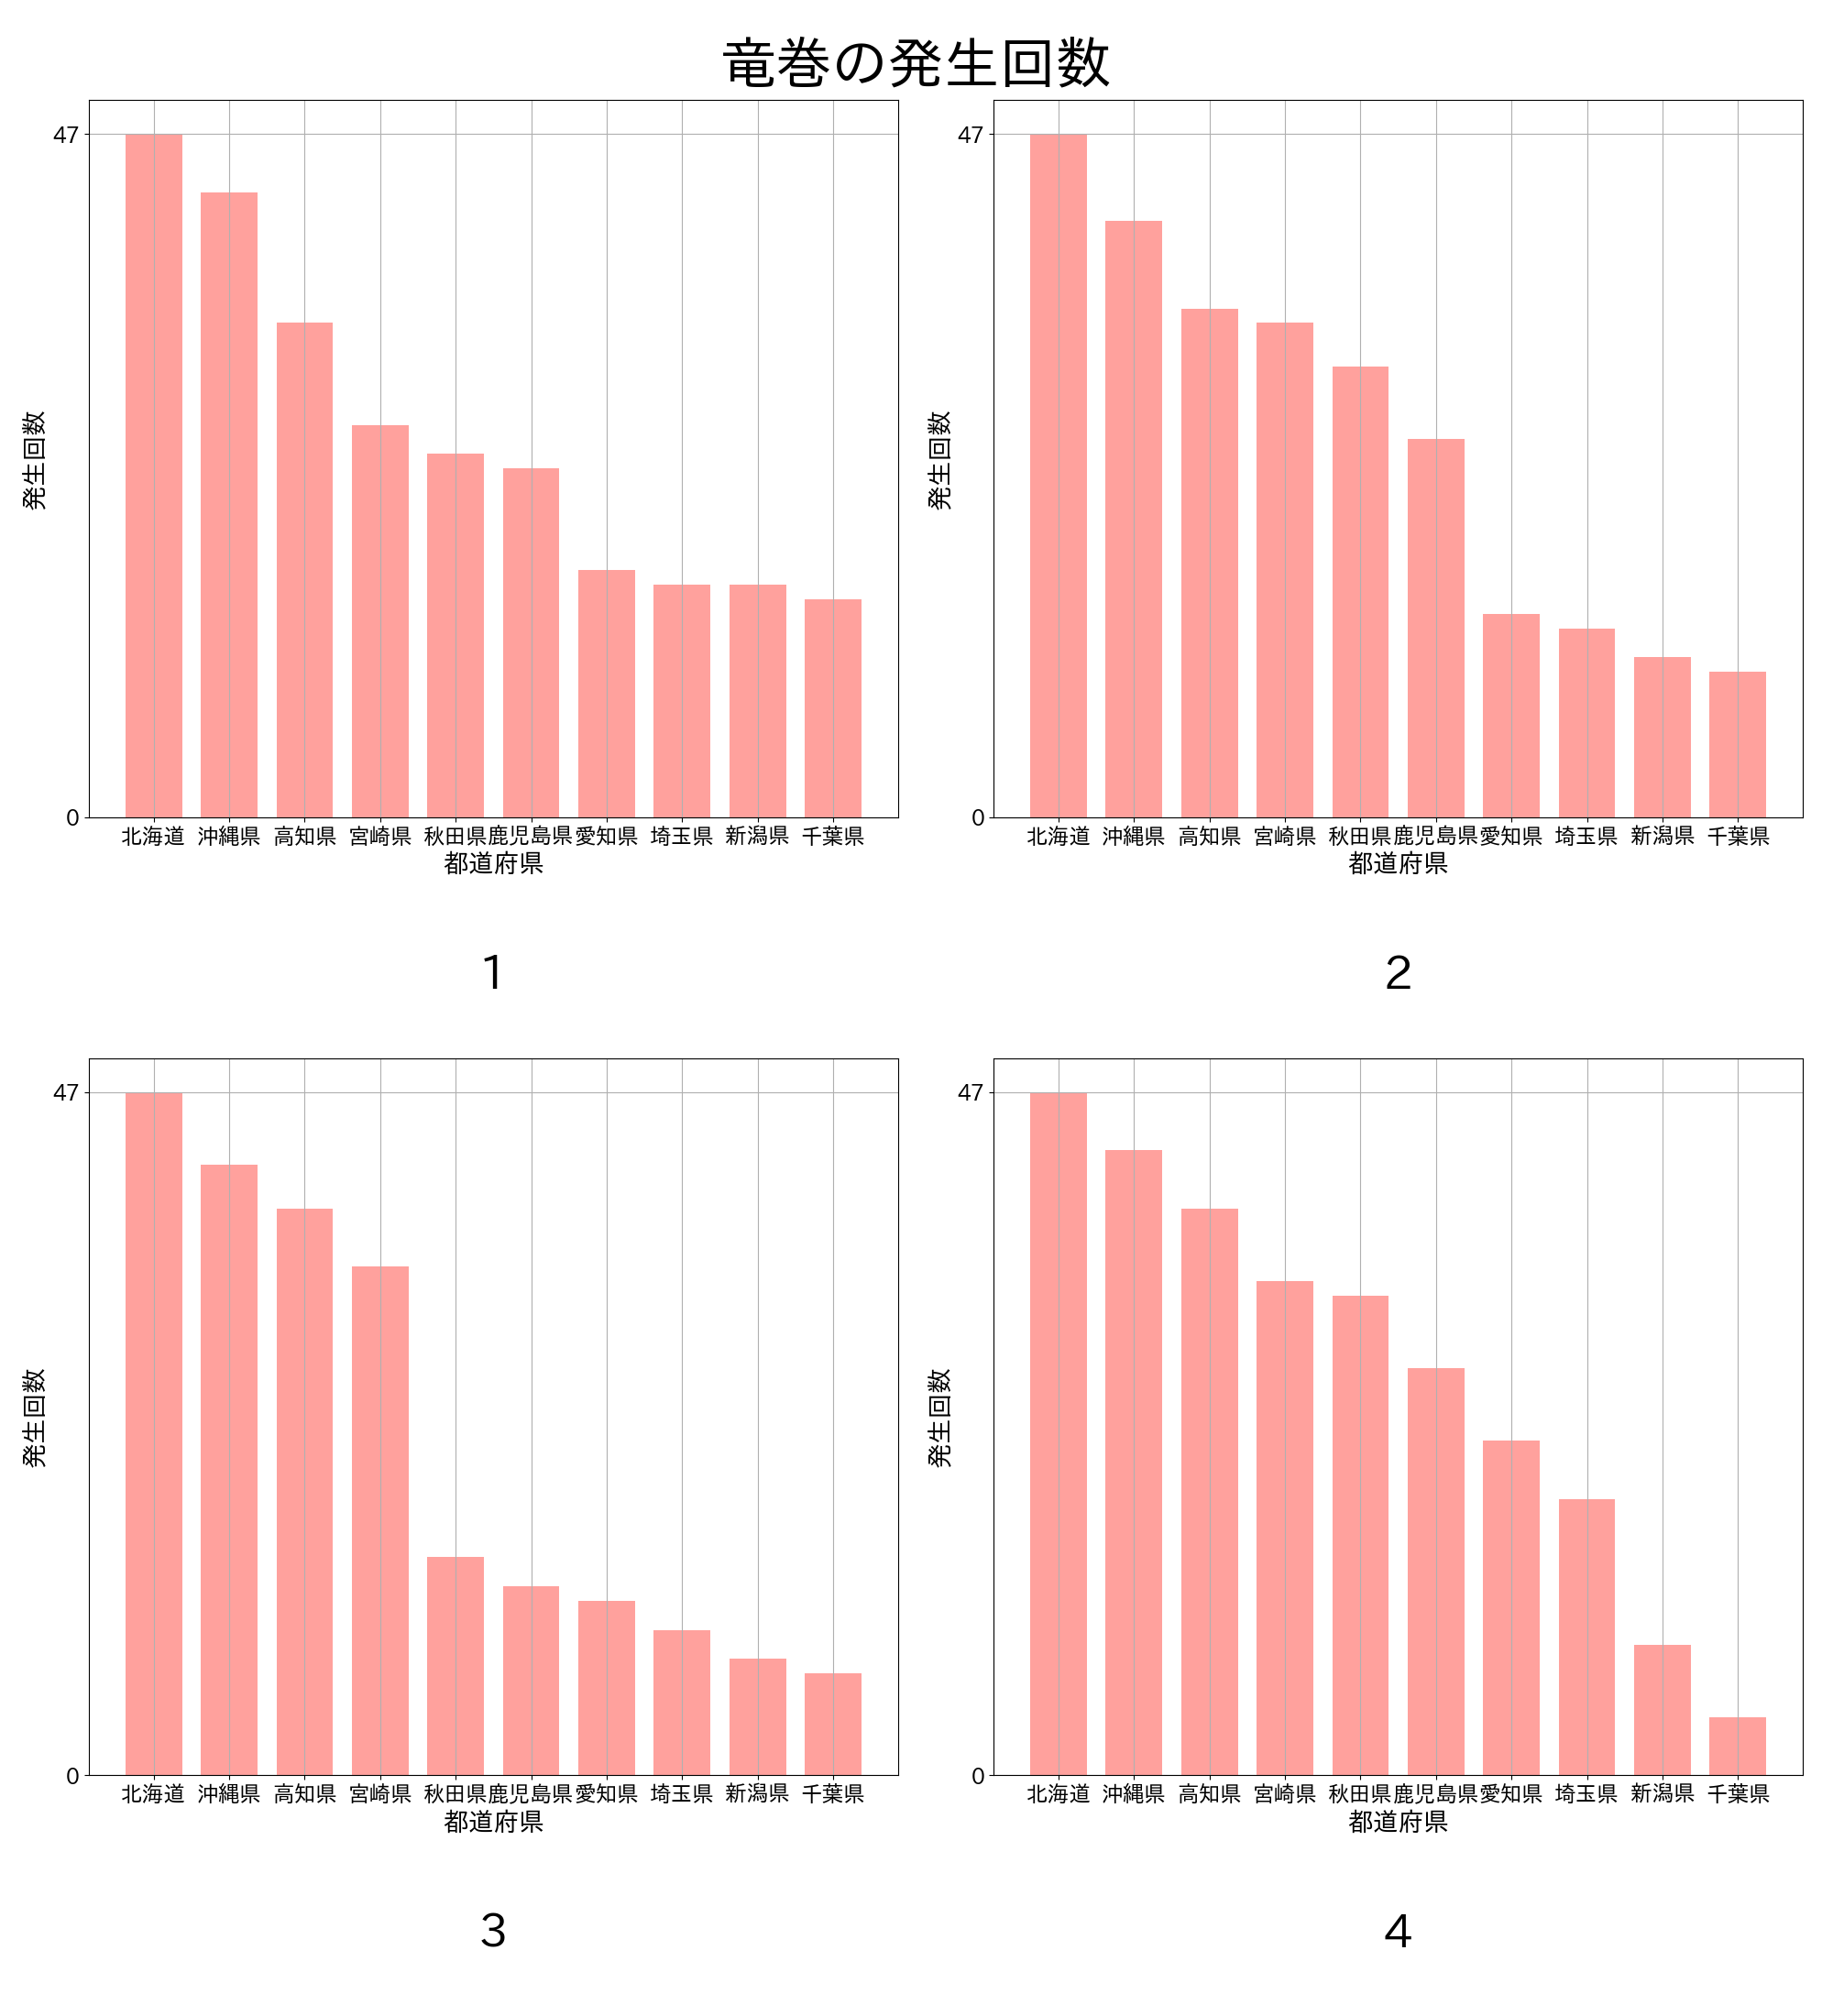 竜巻の発生回数
47
0
発生回数
北海道 沖縄県 高知県 宮崎県 秋田県 鹿児島県 愛知県 埼玉県 新潟県 千葉県
都道府県
1
47
0
発生回数
北海道 沖縄県 高知県 宮崎県 秋田県 鹿児島県 愛知県 埼玉県 新潟県 千葉県
都道府県
2
47
0
発生回数
北海道 沖縄県 高知県 宮崎県 秋田県 鹿児島県 愛知県 埼玉県 新潟県 千葉県
都道府県
3
47
0
発生回数
北海道 沖縄県 高知県 宮崎県 秋田県 鹿児島県 愛知県 埼玉県 新潟県 千葉県
都道府県
4